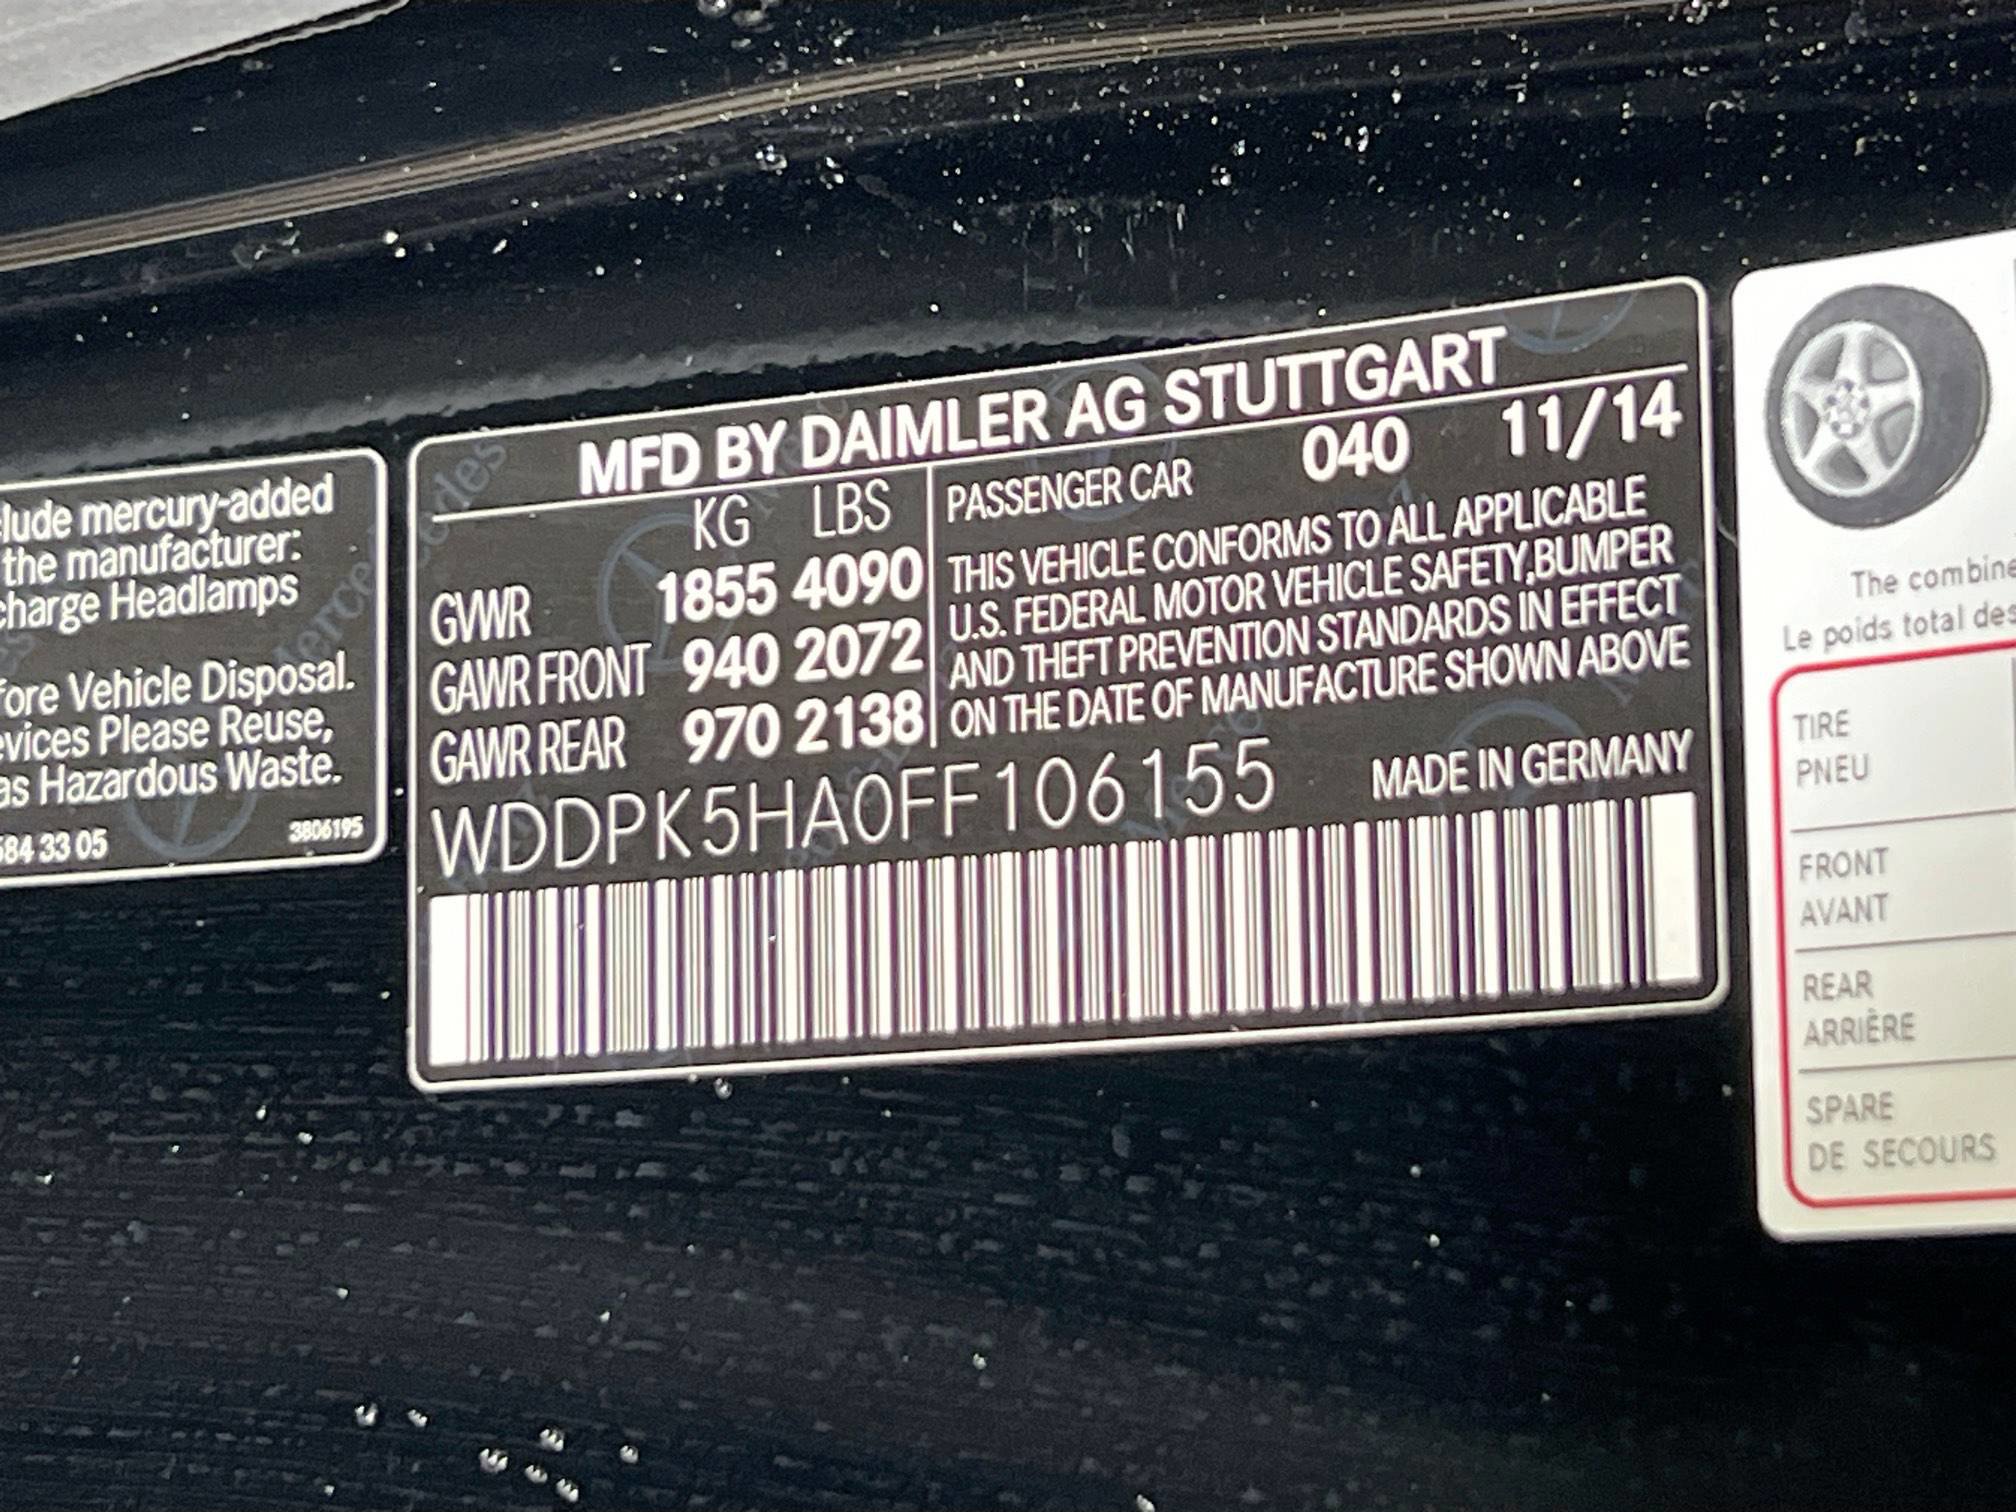 lude mercury-added
the manufacturer:
charge Headlamps
fore Vehicle Disposal.
evices Please Reuse,
as Hazardous Waste.
584 33 05
3806195
MFD BY DAIMLER AG STUTTGART
KG LBS
GVWR 1855 4090
GAWR FRONT 940 2072
GAWR REAR 970 2138
PASSENGER CAR 040 11/14
THIS VEHICLE CONFORMS TO ALL APPLICABLE
U.S. FEDERAL MOTOR VEHICLE SAFETY,BUMPER
AND THEFT PREVENTION STANDARDS IN EFFECT
ON THE DATE OF MANUFACTURE SHOWN ABOVE
WDDPK5HA0FF106155
MADE IN GERMANY
The combine
Le poids total des
TIRE
PNEU
FRONT
AVANT
REAR
ARRIÈRE
SPARE
DE SECOURS